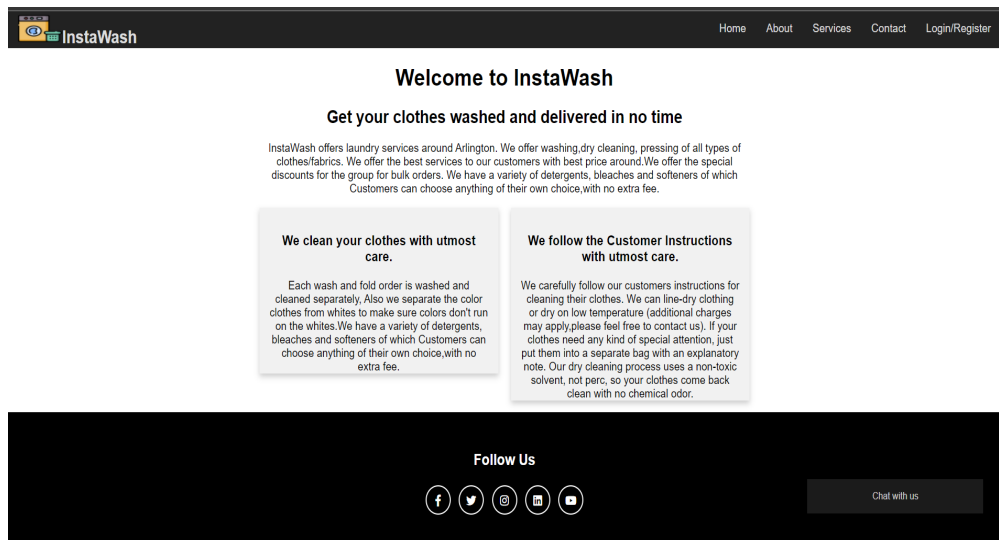 InstaWash
Home About Services Contact Login/Register
Welcome to InstaWash
Get your clothes washed and delivered in no time
InstaWash offers laundry services around Arlington. We offer washing,dry cleaning, pressing of all types of
clothes/fabrics. We offer the best services to our customers with best price around.We offer the special
discounts for the group for bulk orders. We have a variety of detergents, bleaches and softeners of which
Customers can choose anything of their own choice,with no extra fee.
We clean your clothes with utmost
care.
Each wash and fold order is washed and
cleaned separately, Also we separate the color
clothes from whites to make sure colors don't run
on the whites.We have a variety of detergents,
bleaches and softeners of which Customers can
choose anything of their own choice,with no
extra fee.
We follow the Customer Instructions
with utmost care.
We carefully follow our customers instructions for
cleaning their clothes. We can line-dry clothing
or dry on low temperature (additional charges
may apply,please feel free to contact us). If your
clothes need any kind of special attention, just
put them into a separate bag with an explanatory
note. Our dry cleaning process uses a non-toxic
solvent, not perc, so your clothes come back
clean with no chemical odor.
Follow Us
Chat with us